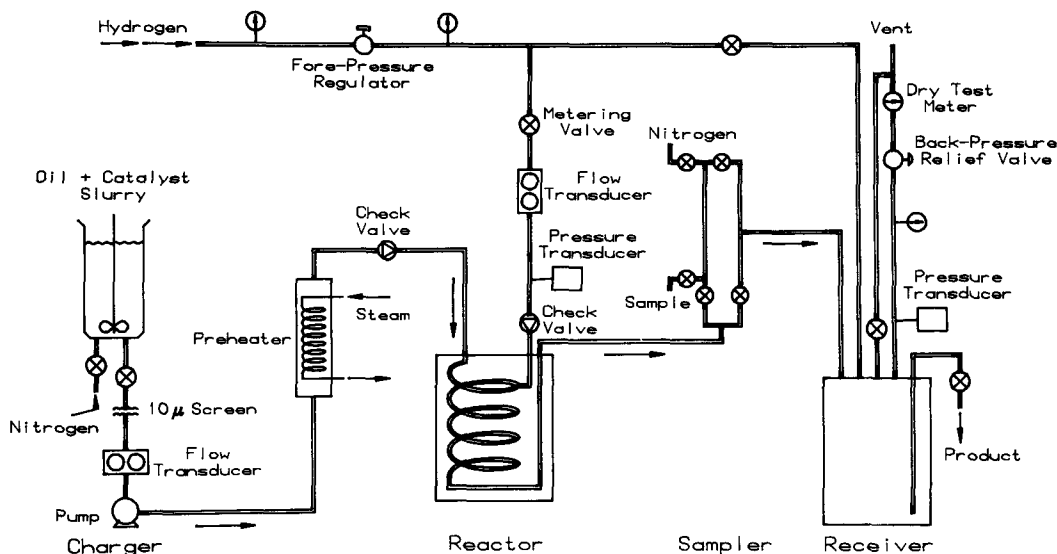 Hydrogen
Fore-Pressure
Regulator
Vent
Dry Test
Meter
Metering
Valve
Nitrogen
Back-Pressure
Relief Valve
Oil + Catalyst
Slurry
Flow
Transducer
Check
Valve
Pressure
Transducer
Pressure
Transducer
Steam
Sample
Preheater
Check
Valve
10μ Screen
Nitrogen
Flow
Transducer
Product
Pump
Charger
Reactor
Sampler
Receiver